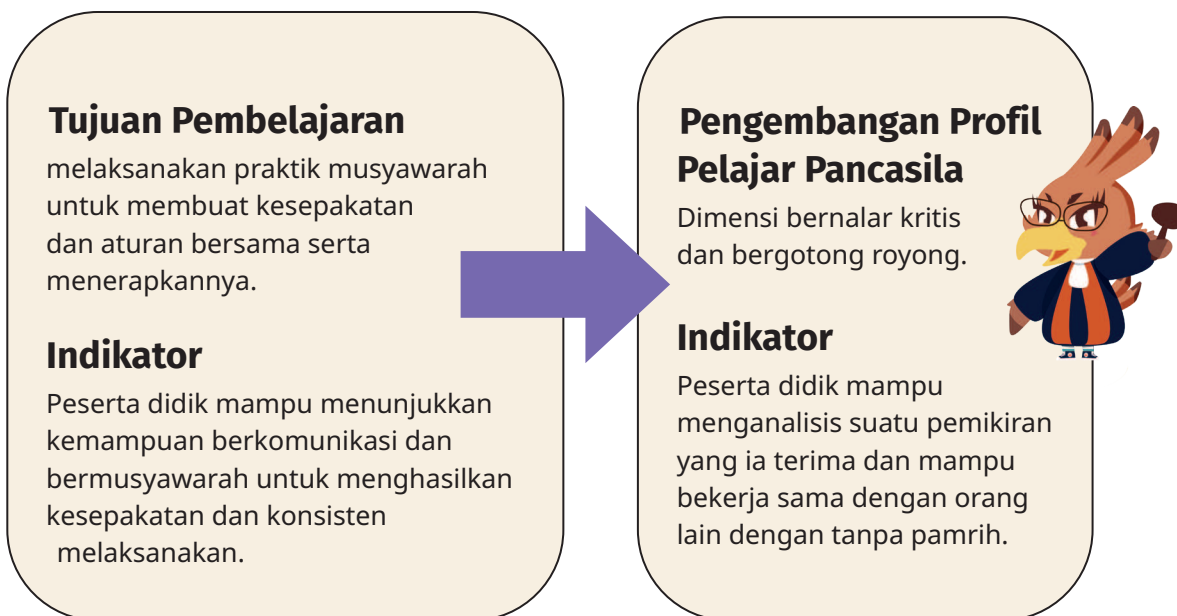 Tujuan Pembelajaran
melaksanakan praktik musyawarah
untuk membuat kesepakatan
dan aturan bersama serta
menerapkannya.
Indikator
Peserta didik mampu menunjukkan
kemampuan berkomunikasi dan
bermusyawarah untuk menghasilkan
kesepakatan dan konsisten
melaksanakan.
Pengembangan Profil
Pelajar Pancasila
Dimensi bernalar kritis
dan bergotong royong.
Indikator
Peserta didik mampu
menganalisis suatu pemikiran
yang ia terima dan mampu
bekerja sama dengan orang
lain dengan tanpa pamrih.